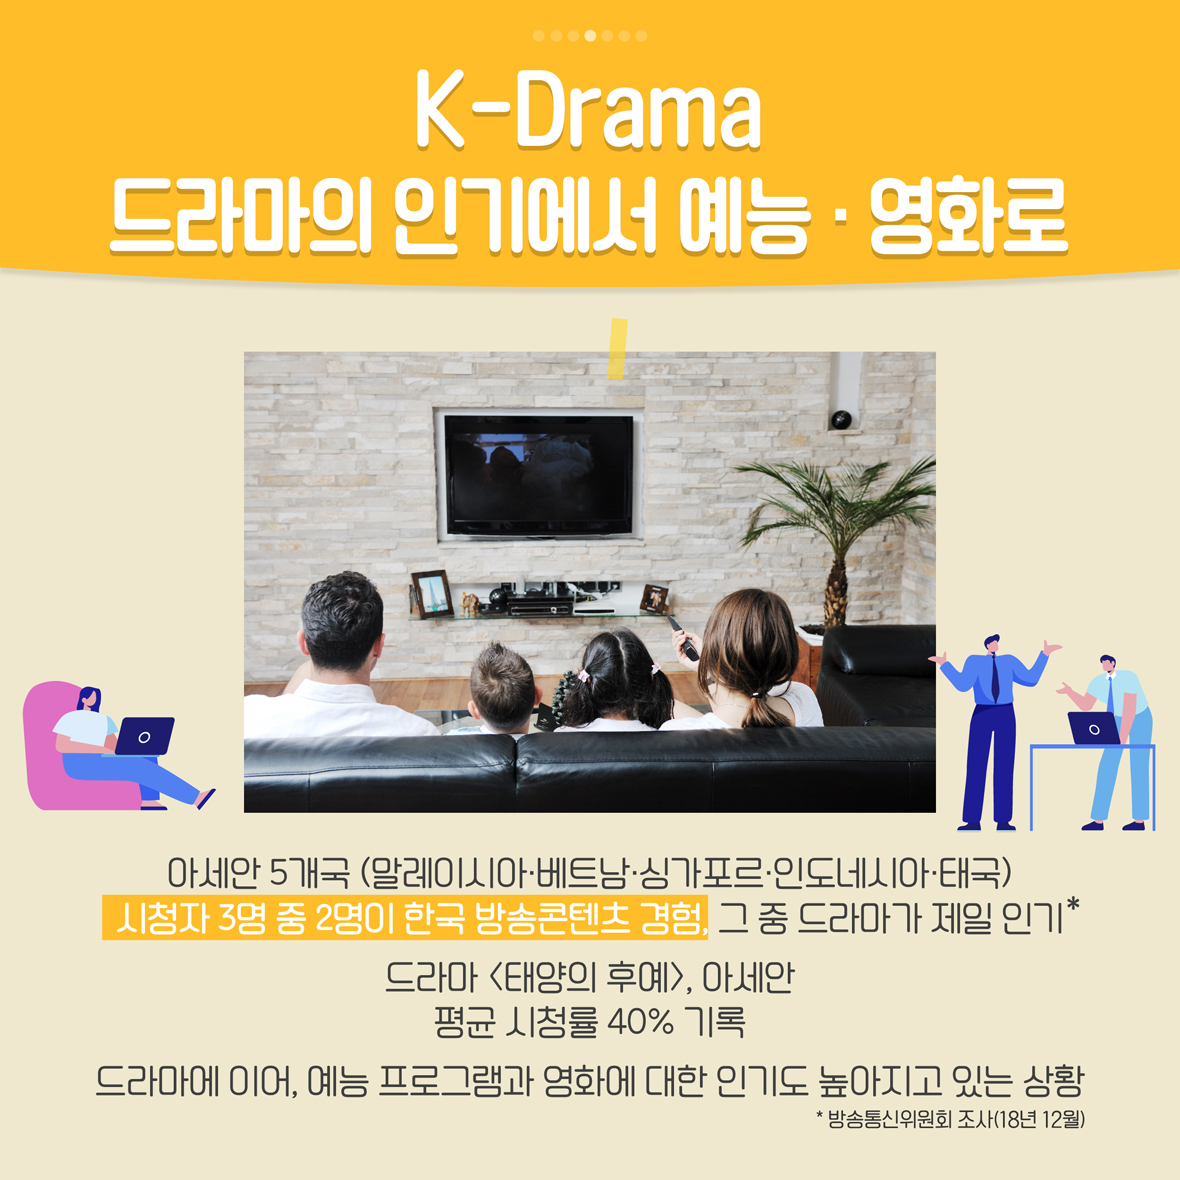 K-Drama
드라마의 인기에서 예능·영화로
아세안 5개국 (말레이시아·베트남·싱가포르·인도네시아·태국)
시청자 3명 중 2명이 한국 방송콘텐츠 경험, 그 중 드라마가 제일 인기*
드라마 <태양의 후예>, 아세안
평균 시청률 40% 기록
드라마에 이어, 예능 프로그램과 영화에 대한 인기도 높아지고 있는 상황
* 방송통신위원회 조사(18년 12월)